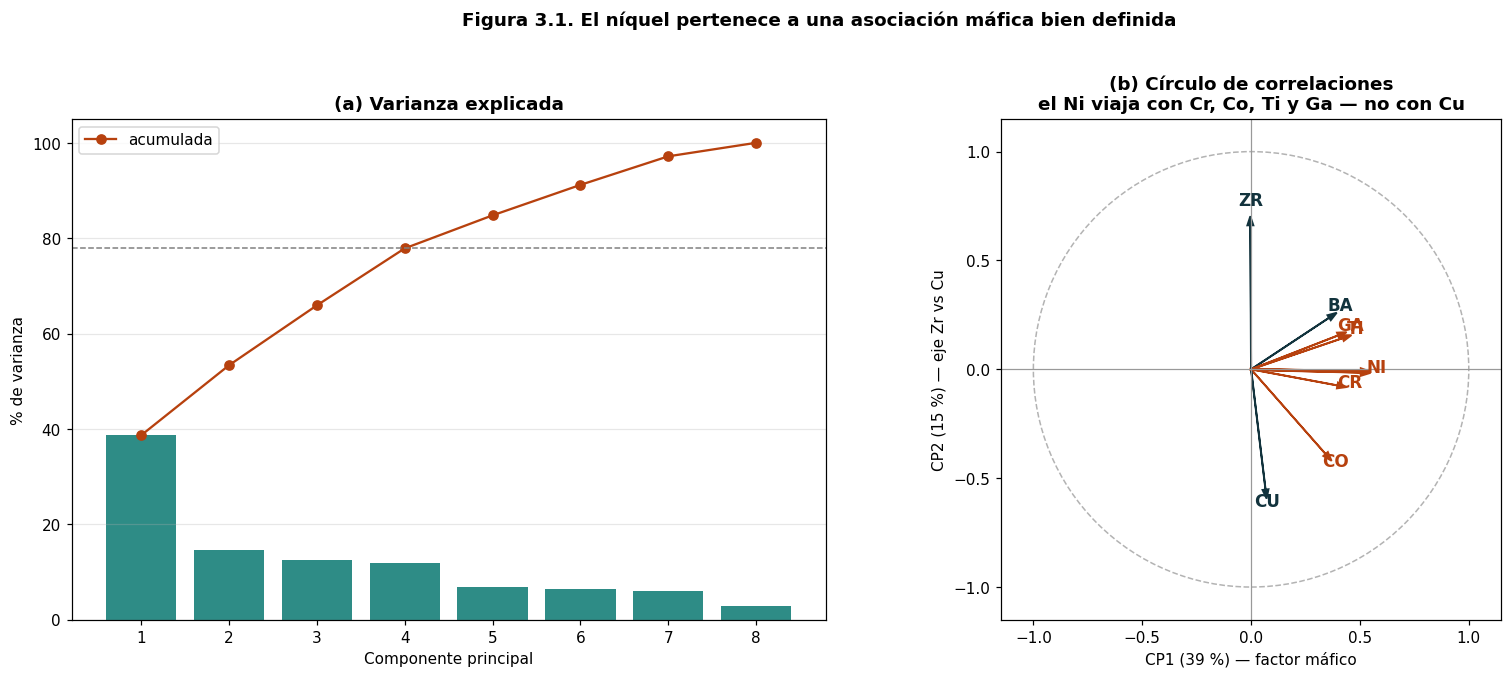 Figura 3.1. El níquel pertenece a una asociación máfica bien definida
(a) Varianza explicada
acumulada
% de varianza
100
80
60
40
20
0
1 2 3 4 5 6 7 8
Componente principal
(b) Círculo de correlaciones
el Ni viaja con Cr, Co, Ti y Ga — no con Cu
CP2 (15 %) — eje Zr vs Cu
1.0
0.5
0.0
−0.5
−1.0
ZR
BA
GA
TI
NI
CR
CO
CU
−1.0 −0.5 0.0 0.5 1.0
CP1 (39 %) — factor máfico